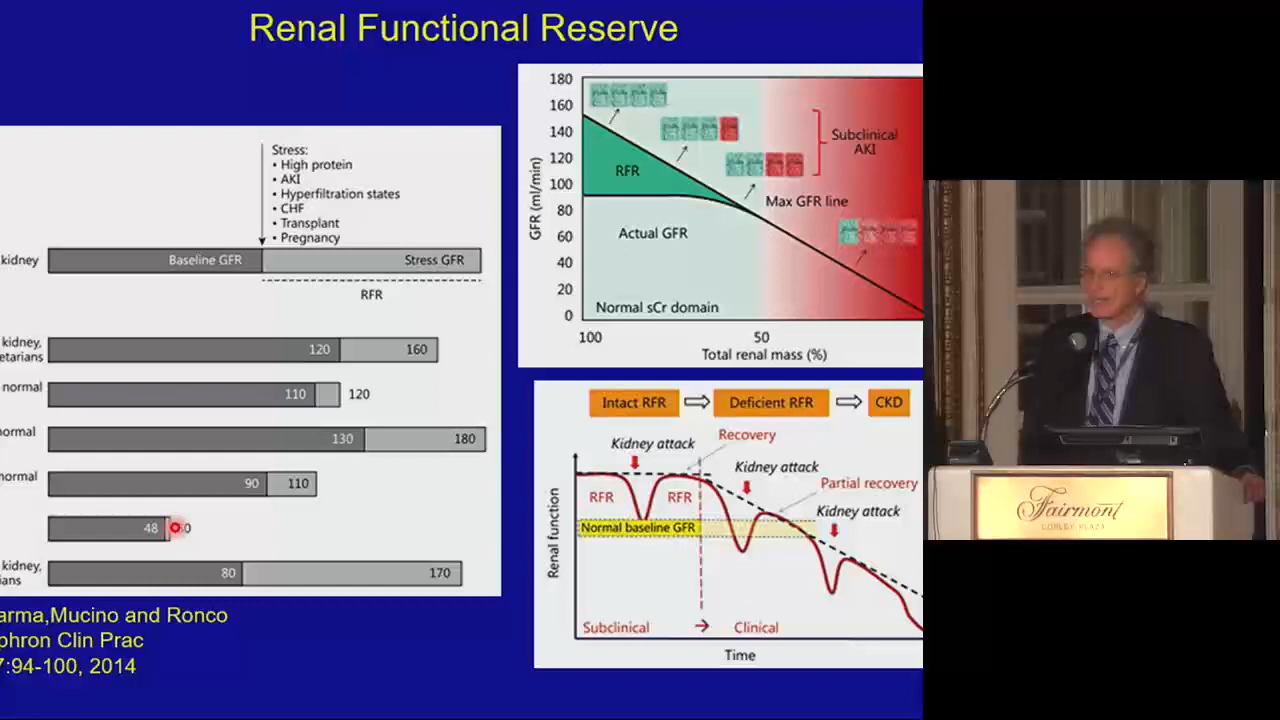 Renal Functional Reserve
Stress:
• High protein
• AKI
• Hyperfiltration states
• CHF
• Transplant
• Pregnancy
kidney
Baseline GFR
Stress GFR
RFR
kidney,
etarians
120
160
normal
110
120
normal
130
180
normal
90
110
48
0
kidney,
ians
80
170
arma,Mucino and Ronco
phron Clin Prac
7:94-100, 2014
GFR (ml/min)
180
160
140
120
100
80
60
40
20
0
RFR
Actual GFR
Normal sCr domain
Subclinical
AKI
Max GFR line
100
50
Total renal mass (%)
Intact RFR
Deficient RFR
CKD
Kidney attack
Recovery
Kidney attack
Partial recovery
Kidney attack
RFR
RFR
Normal baseline GFR
Renal function
Subclinical
Clinical
Time
Fairmont
COPLEY PLAZA